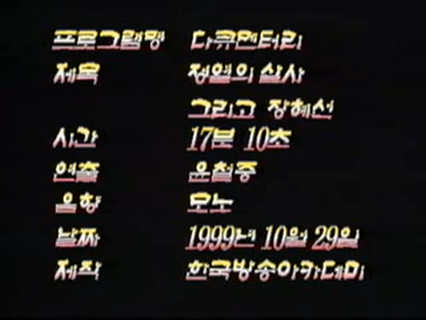 프로그램명 다큐멘터리
제목 정열의 살사
그리고 장혜선
시간 17분 10초
연출 윤철중
음향 모노
날짜 1999년 10월 29일
제작 한국방송아카데미